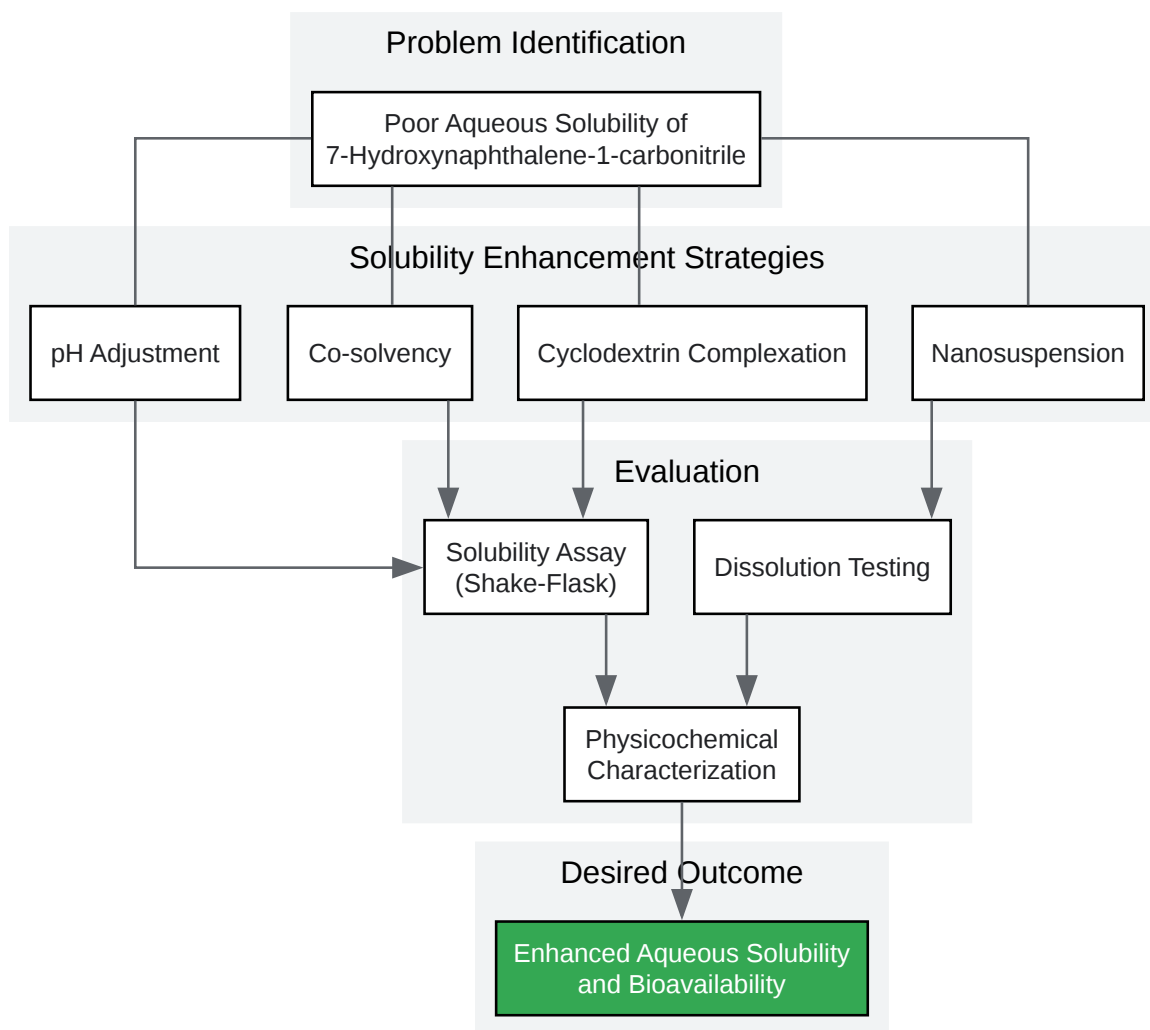 Problem Identification
Poor Aqueous Solubility of
7-Hydroxynaphthalene-1-carbonitrile
Solubility Enhancement Strategies
pH Adjustment
Co-solvency
Cyclodextrin Complexation
Nanosuspension
Evaluation
Solubility Assay
(Shake-Flask)
Dissolution Testing
Physicochemical
Characterization
Desired Outcome
Enhanced Aqueous Solubility
and Bioavailability